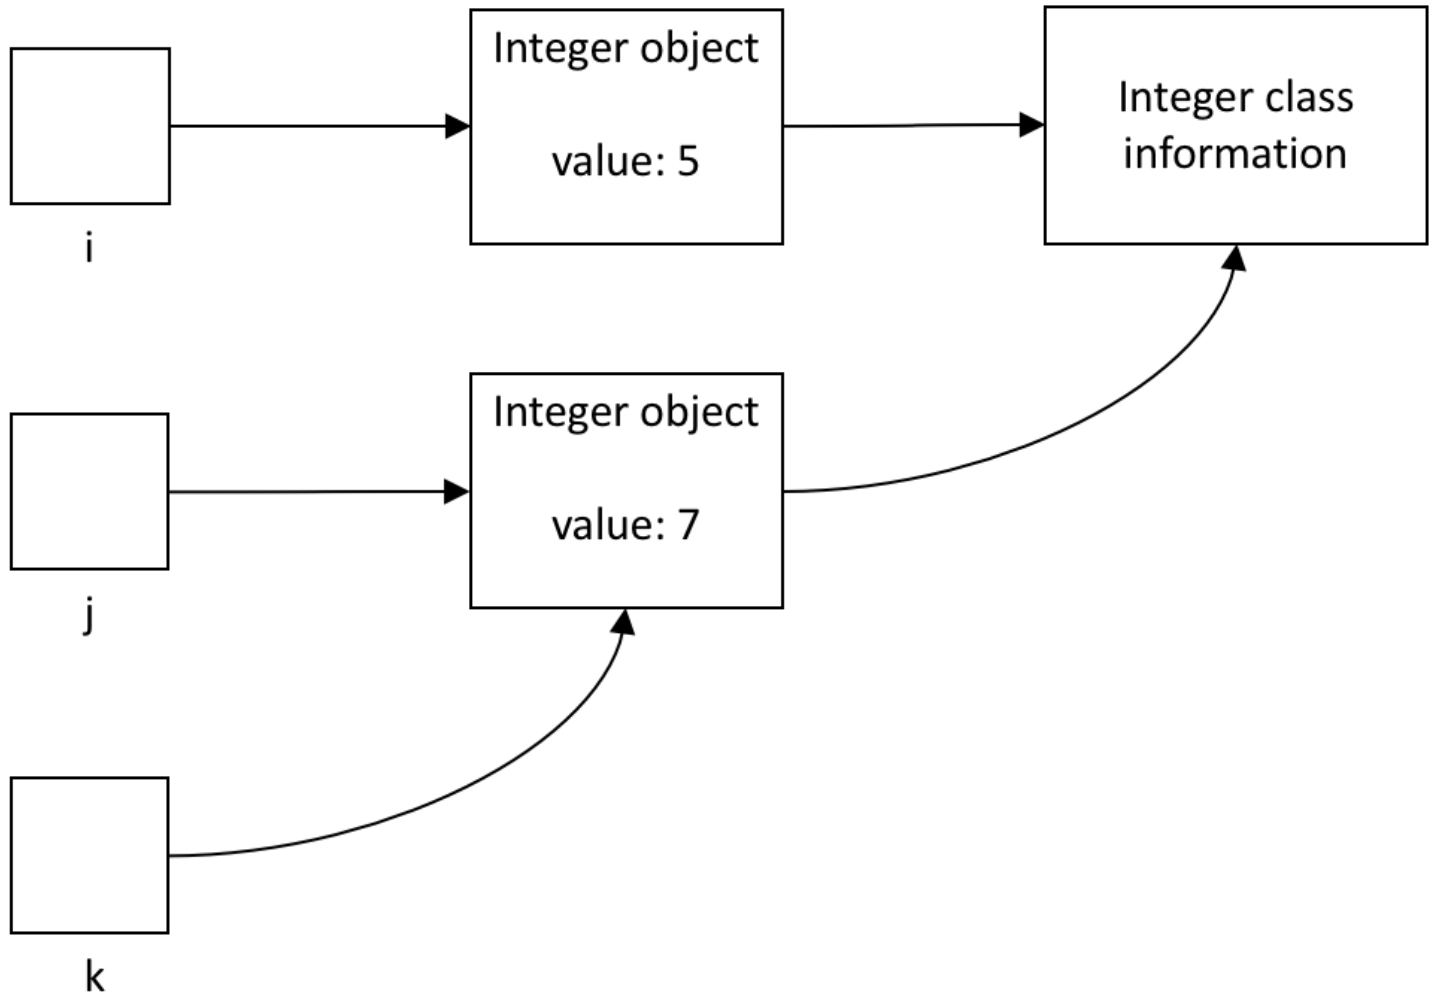 Integer object
value: 5
Integer class
information
i
Integer object
value: 7
j
k